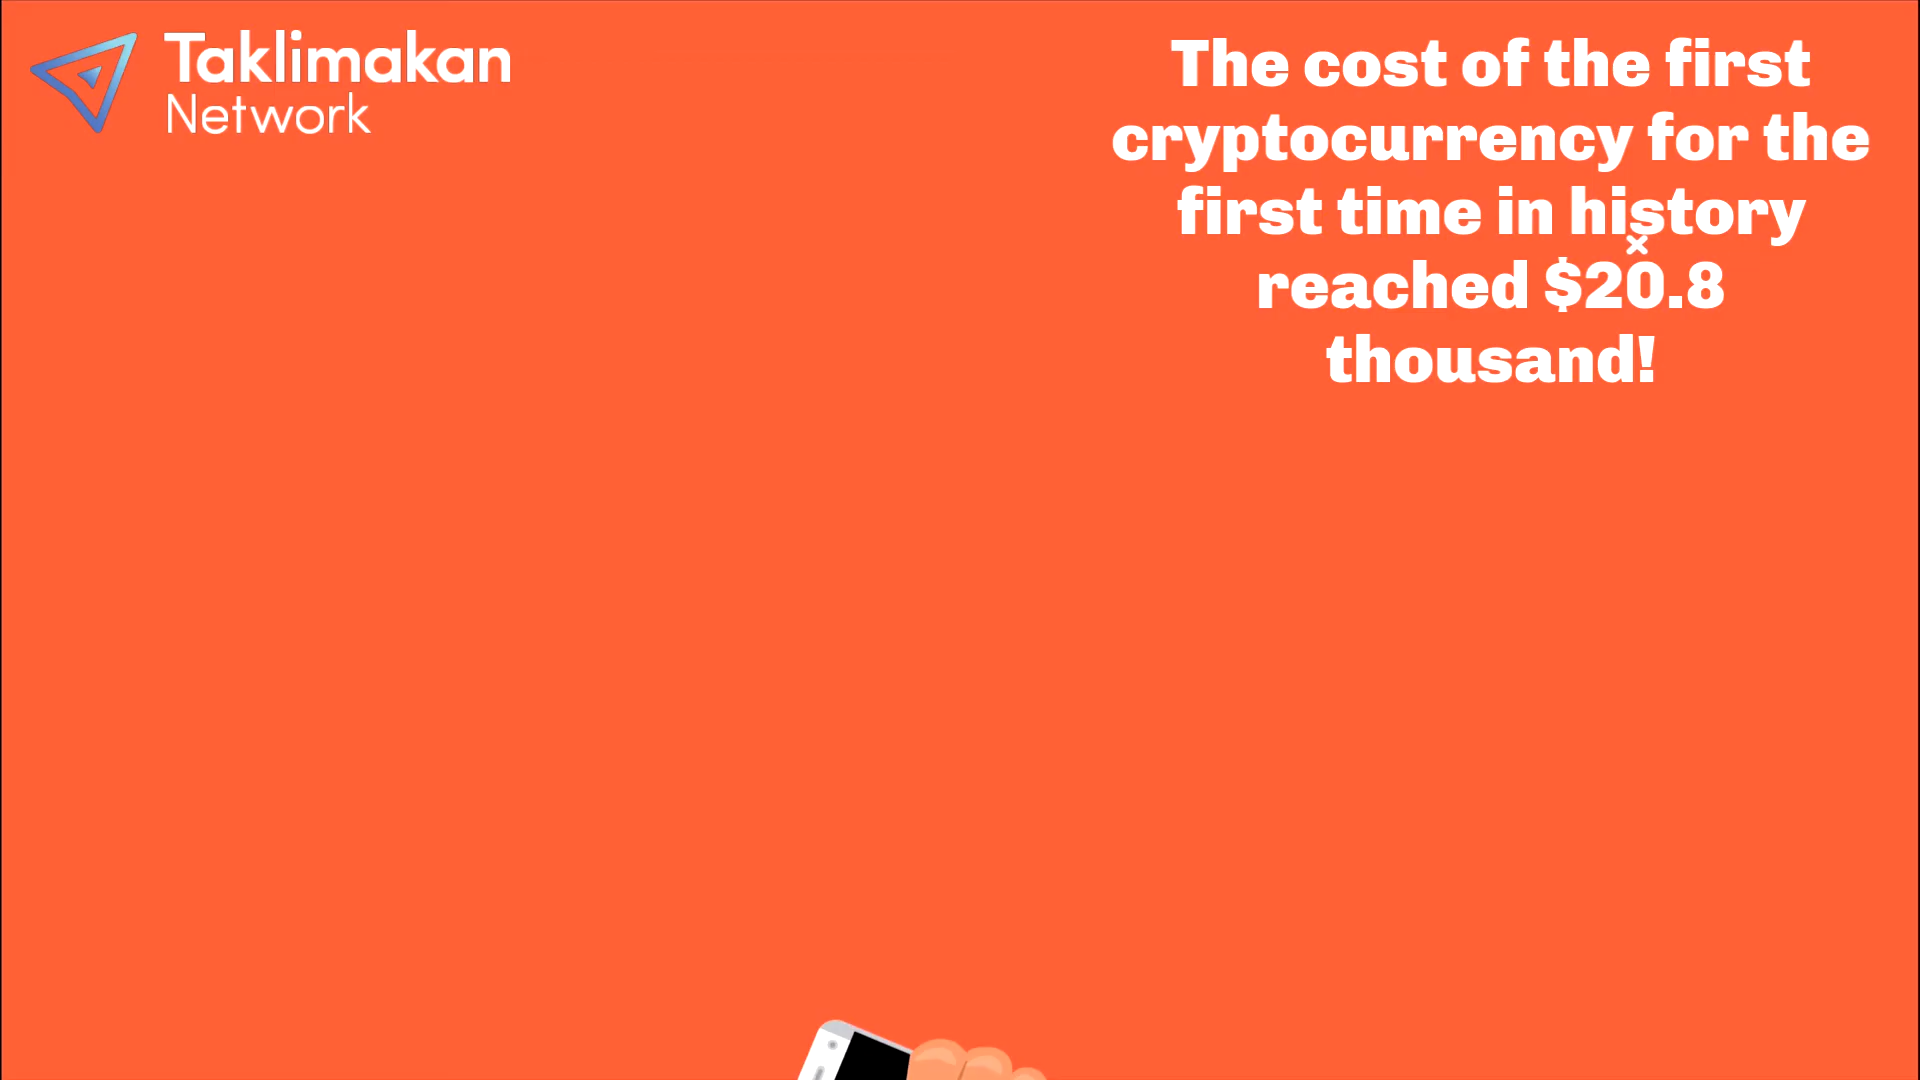 Taklimakan
Network
The cost of the first
cryptocurrency for the
first time in history
reached $20.8
thousand!